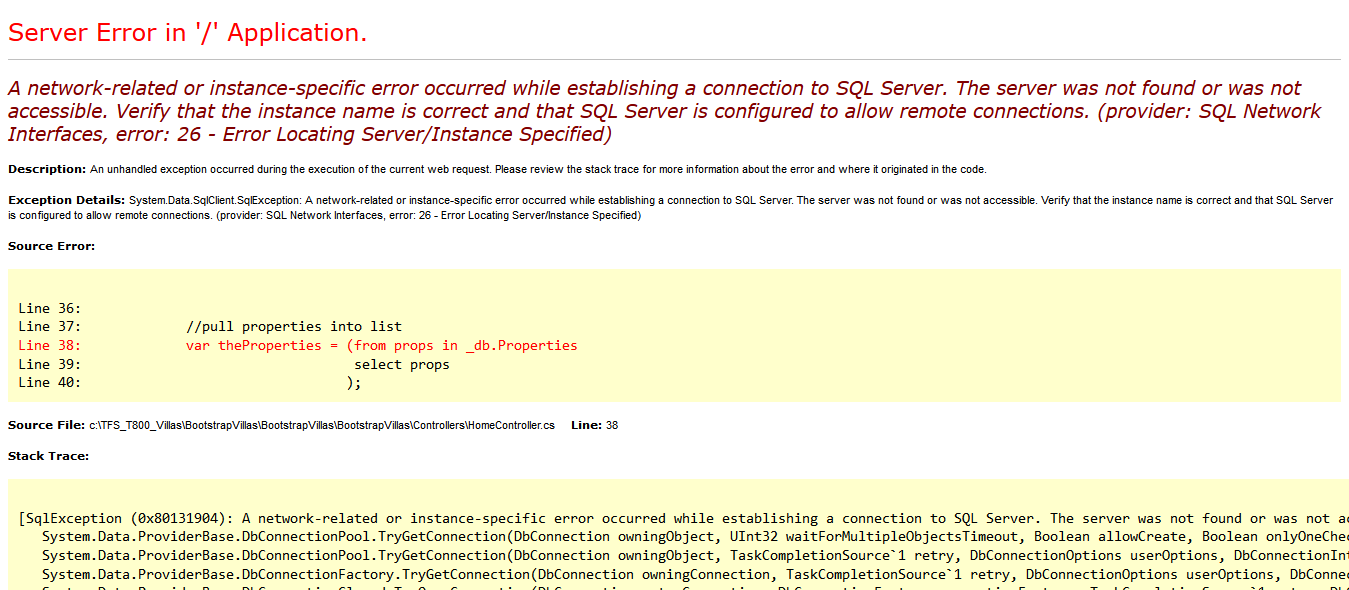 Server Error in '/' Application.
A network-related or instance-specific error occurred while establishing a connection to SQL Server. The server was not found or was not
accessible. Verify that the instance name is correct and that SQL Server is configured to allow remote connections. (provider: SQL Network
Interfaces, error: 26 - Error Locating Server/Instance Specified)
Description: An unhandled exception occurred during the execution of the current web request. Please review the stack trace for more information about the error and where it originated in the code.
Exception Details: System.Data.SqlClient.SqlException: A network-related or instance-specific error occurred while establishing a connection to SQL Server. The server was not found or was not accessible. Verify that the instance name is correct and that SQL Server
is configured to allow remote connections. (provider: SQL Network Interfaces, error: 26 - Error Locating Server/Instance Specified)
Source Error:
Line 36:
Line 37:             //pull properties into list
Line 38:             var theProperties = (from props in _db.Properties
Line 39:                                  select props
Line 40:                                 );
Source File: c:\TFS_T800_Villas\BootstrapVillas\BootstrapVillas\BootstrapVillas\Controllers\HomeController.cs    Line: 38
Stack Trace:
[SqlException (0x80131904): A network-related or instance-specific error occurred while establishing a connection to SQL Server. The server was not found or was not
System.Data.ProviderBase.DbConnectionPool.TryGetConnection(DbConnection owningObject, UInt32 waitForMultipleObjectsTimeout, Boolean allowCreate, Boolean
System.Data.ProviderBase.DbConnectionPool.TryGetConnection(DbConnection owningObject, TaskCompletionSource`1 retry, DbConnectionOptions userOptions,
System.Data.ProviderBase.DbConnectionFactory.TryGetConnection(DbConnection owningConnection, TaskCompletionSource`1 retry, DbConnectionOptions userOptions,